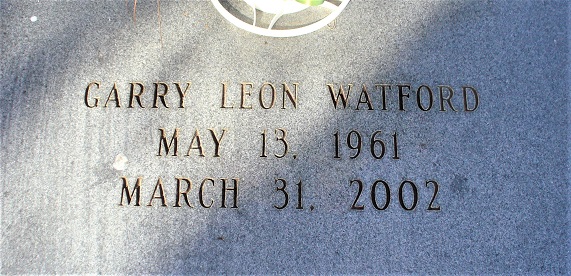 GARRY LEON WATFORD
MAY 13, 1961
MARCH 31, 2002